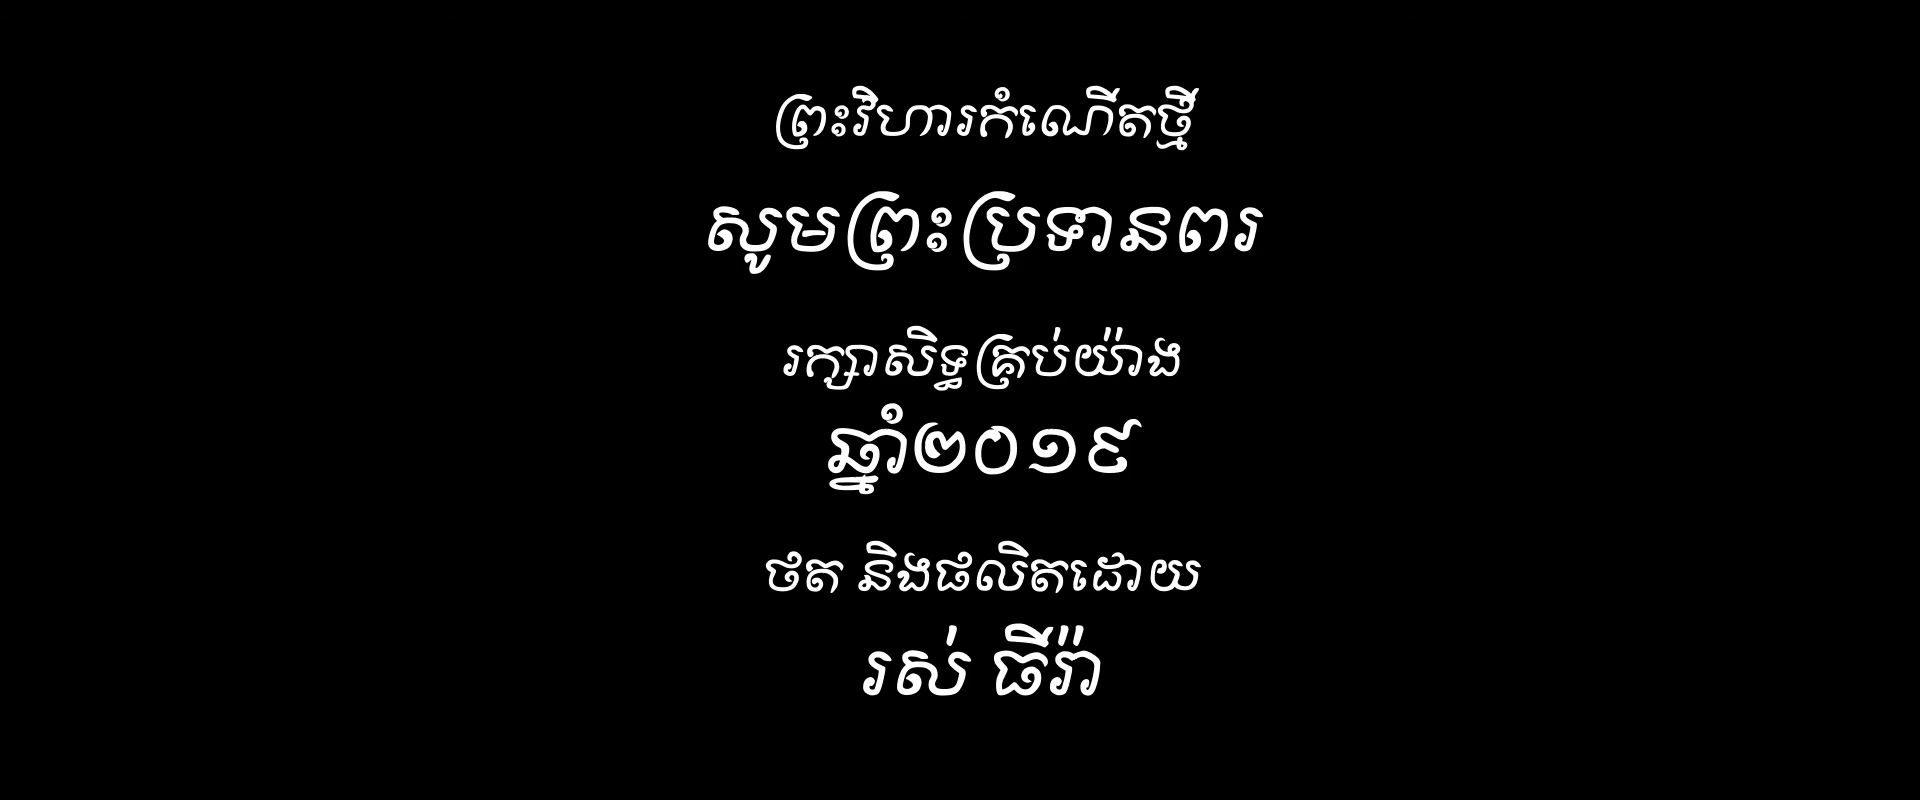 ព្រះវិហារកំណើតថ្មី
សូមព្រះប្រទានពរ
រក្សាសិទ្ធគ្រប់យ៉ាង
ឆ្នាំ២០១៩
ថត និងផលិតដោយ
រស់ ធីរ៉ា